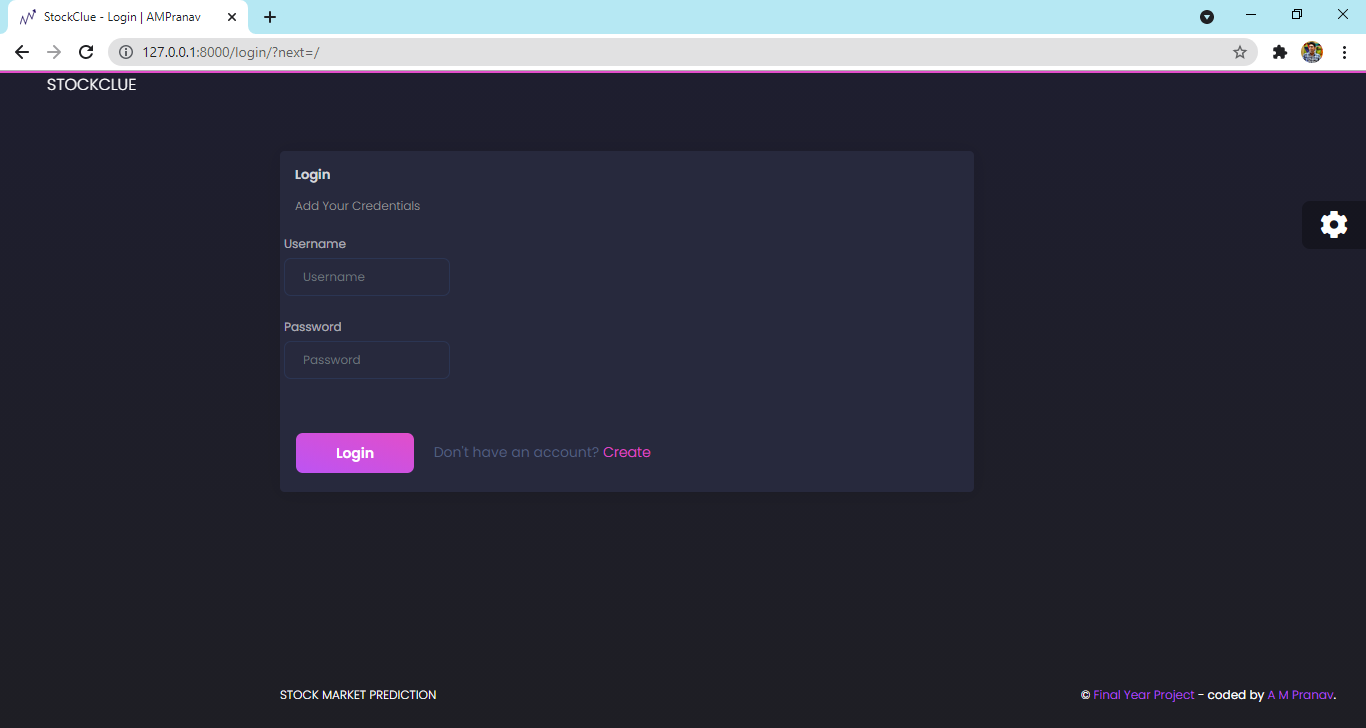 StockClue - Login | AMPranav
127.0.0.1:8000/login/?next=/
STOCKCLUE
Login
Add Your Credentials
Username
Username
Password
Password
Login Don't have an account? Create
STOCK MARKET PREDICTION © Final Year Project - coded by A M Pranav.